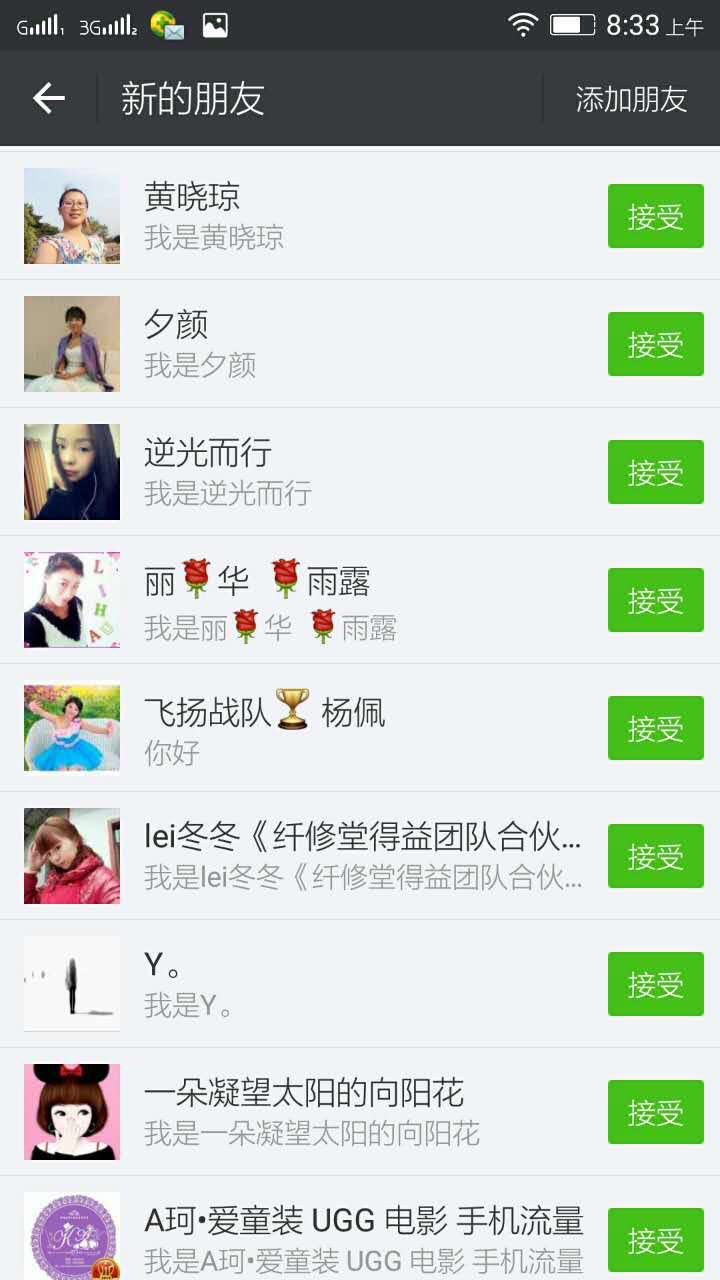 G 1 3G 2 8:33 上午
新的朋友 添加朋友
黄晓琼
我是黄晓琼
接受
夕颜
我是夕颜
接受
逆光而行
我是逆光而行
接受
丽🌹华 🌹雨露
我是丽🌹华 🌹雨露
接受
飞扬战队🏆 杨佩
你好
接受
lei冬冬《纤修堂得益团队合伙...
我是lei冬冬《纤修堂得益团队合伙...
接受
Y。
我是Y。
接受
一朵凝望太阳的向阳花
我是一朵凝望太阳的向阳花
接受
A珂•爱童装 UGG 电影 手机流量
我是A珂•爱童装 UGG 电影 手机流量
接受